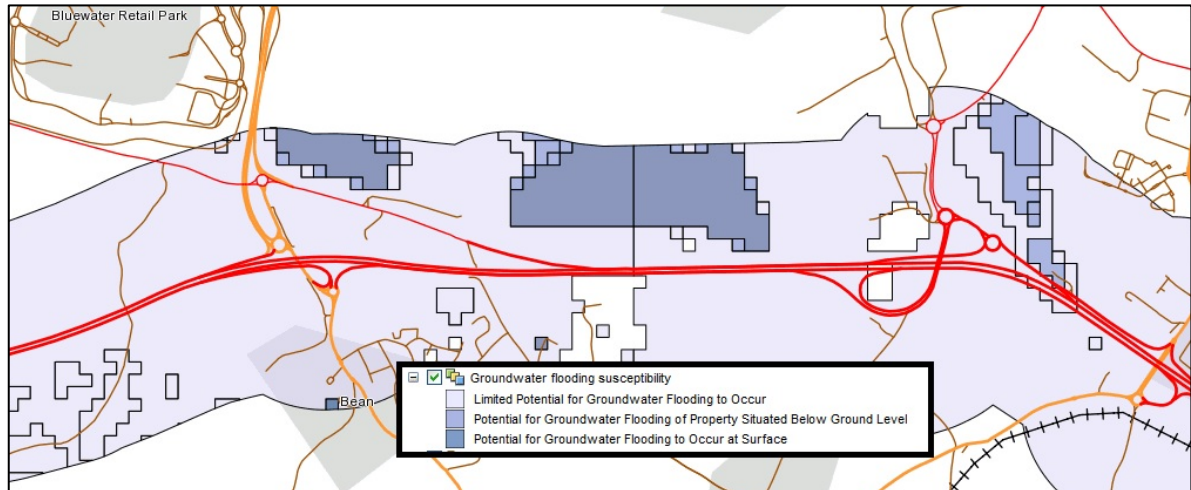 Bluewater Retail Park
Bean
Groundwater flooding susceptibility
Limited Potential for Groundwater Flooding to Occur
Potential for Groundwater Flooding of Property Situated Below Ground Level
Potential for Groundwater Flooding to Occur at Surface